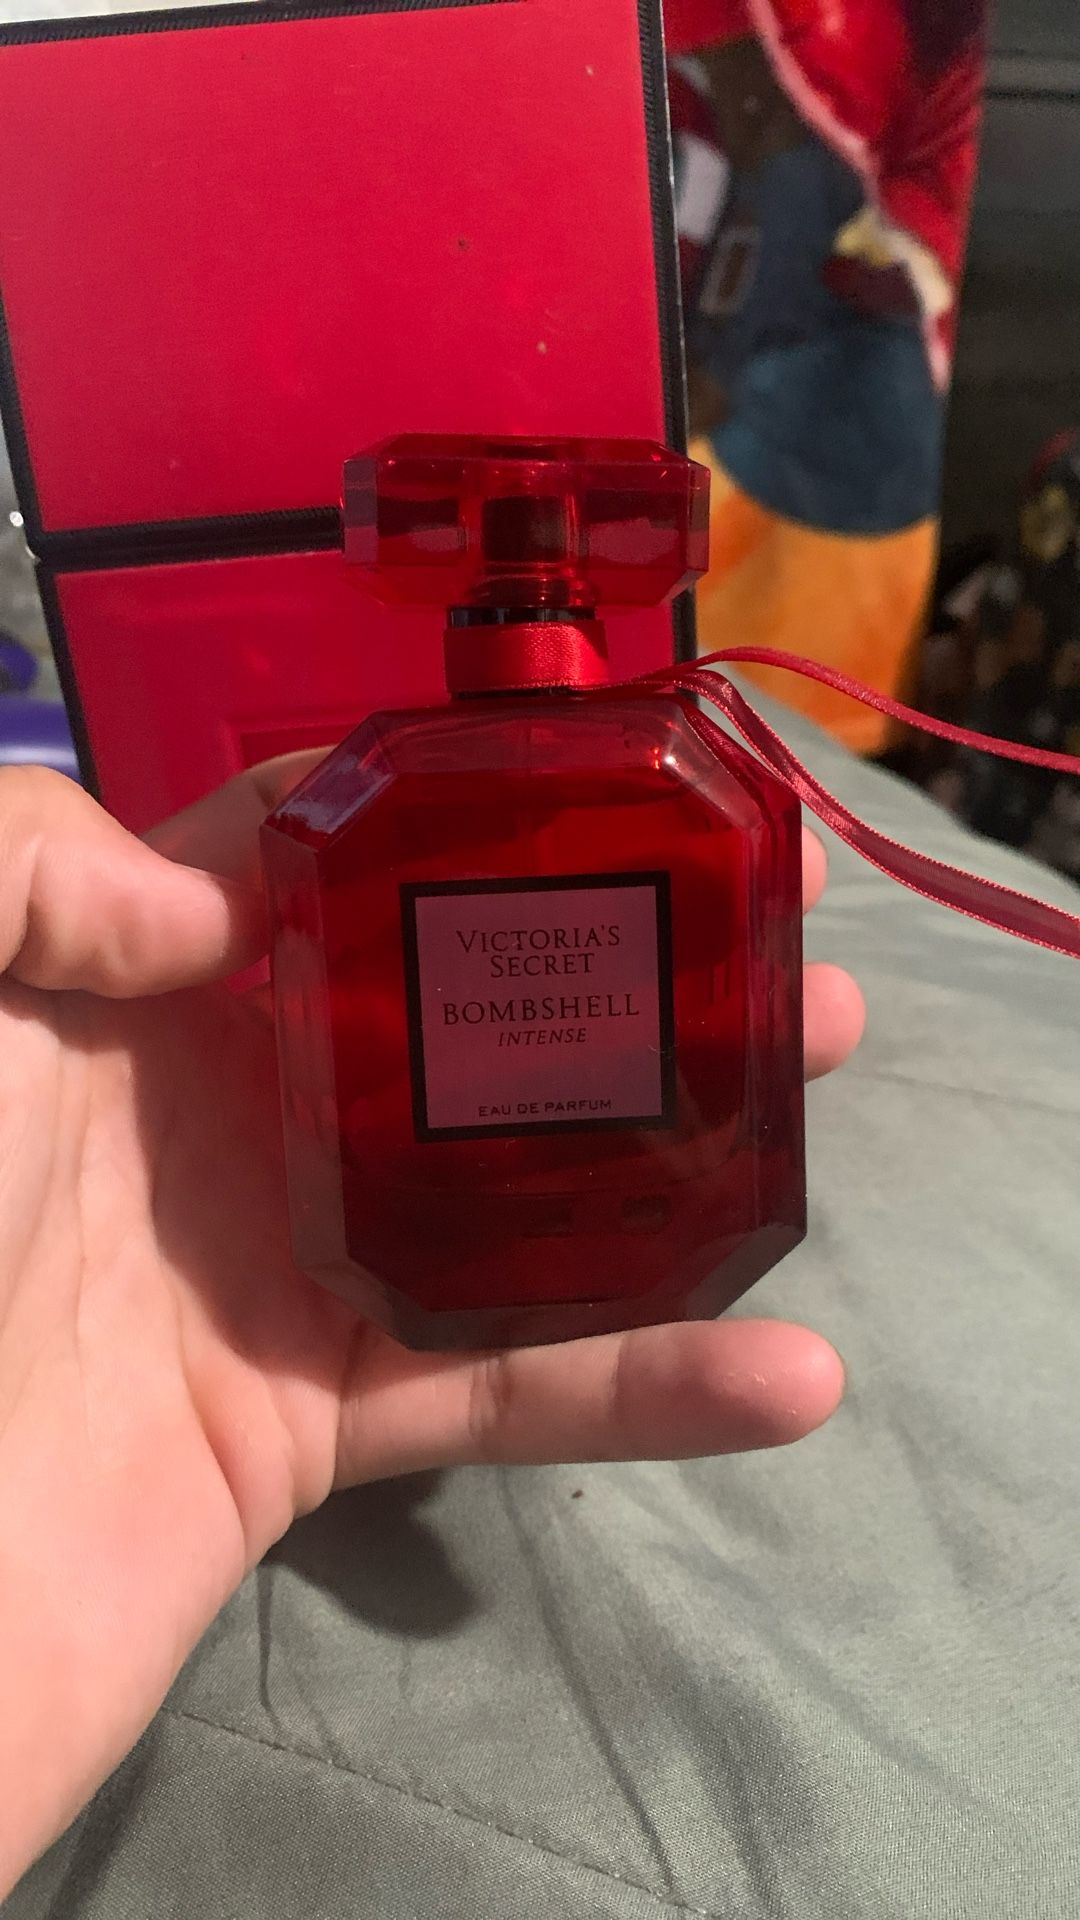 VICTORIA'S
SECRET
BOMBSHELL
INTENSE
EAU DE PARFUM